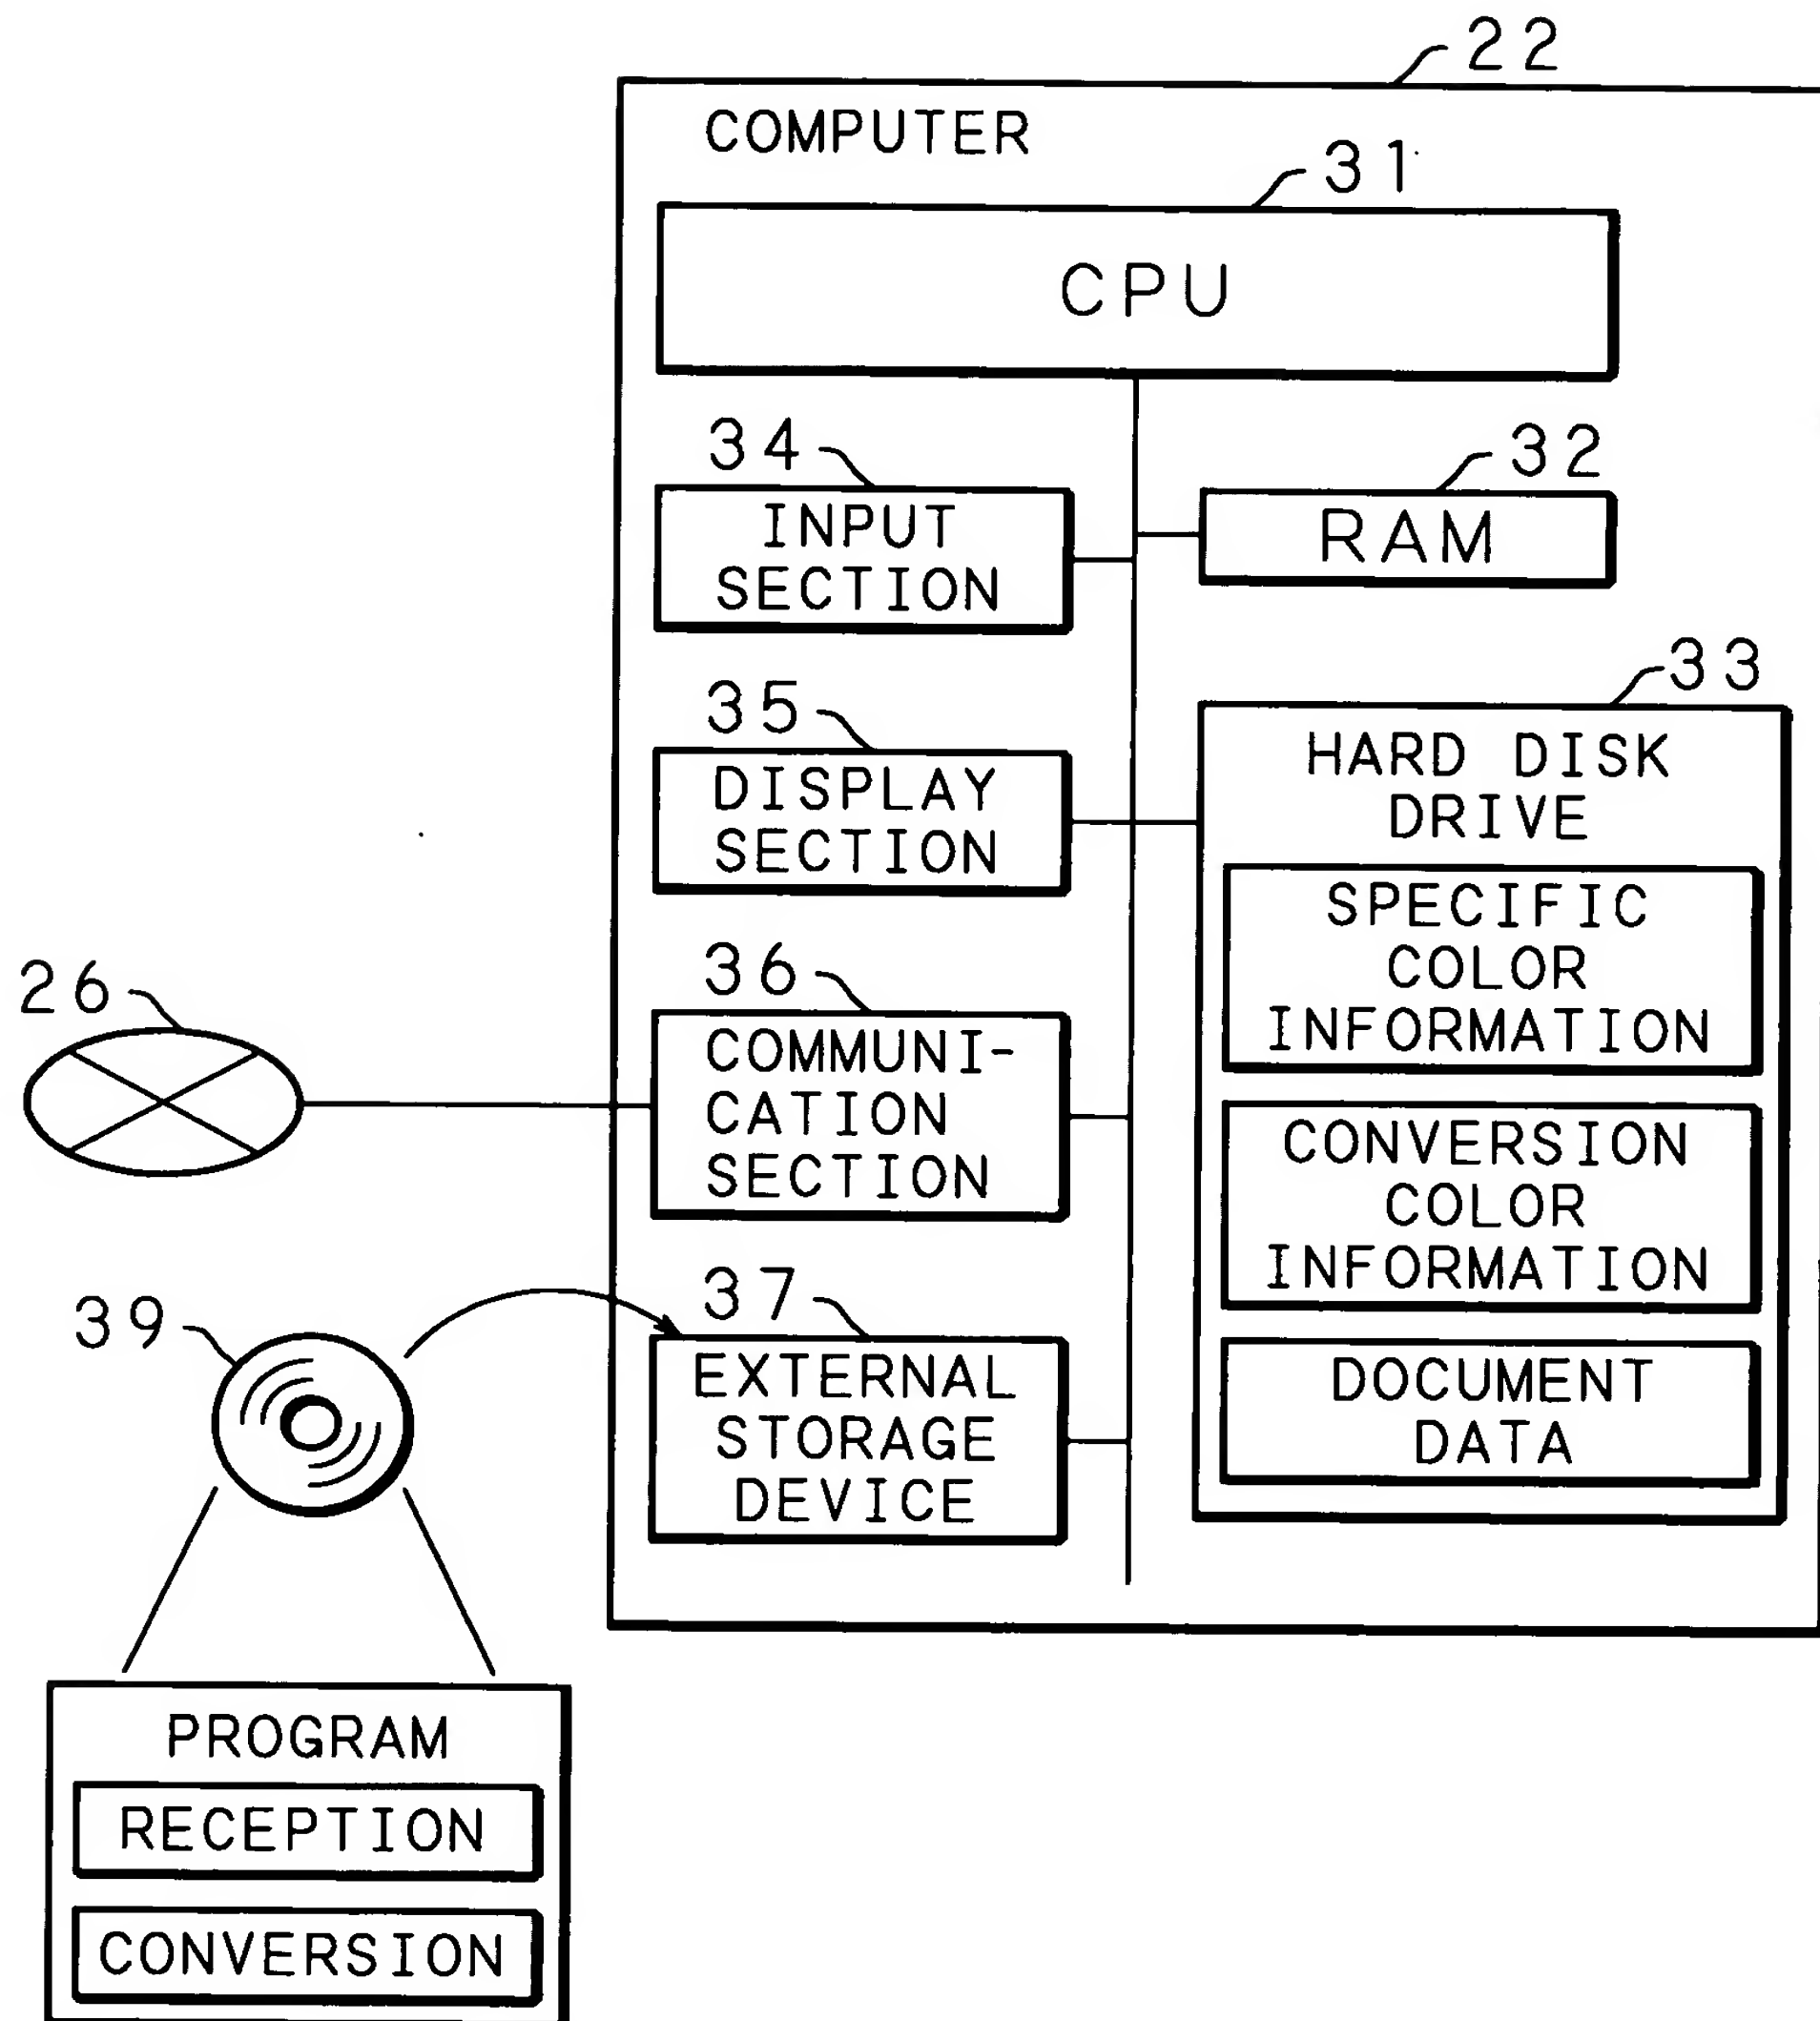 22
COMPUTER
31
CPU
34
INPUT
SECTION
32
RAM
35
DISPLAY
SECTION
33
HARD DISK
DRIVE
SPECIFIC
COLOR
INFORMATION
CONVERSION
COLOR
INFORMATION
DOCUMENT
DATA
26
36
COMMUNI-
CATION
SECTION
39
37
EXTERNAL
STORAGE
DEVICE
PROGRAM
RECEPTION
CONVERSION